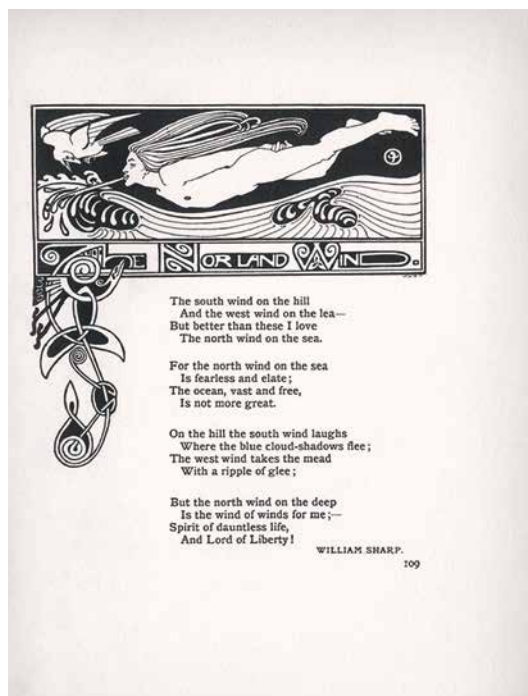 THE NORLAND WIND.
The south wind on the hill
And the west wind on the lea—
But better than these I love
The north wind on the sea.
For the north wind on the sea
Is fearless and elate;
The ocean, vast and free,
Is not more great.
On the hill the south wind laughs
Where the blue cloud-shadows flee;
The west wind takes the mead
With a ripple of glee;
But the north wind on the deep
Is the wind of winds for me;—
Spirit of dauntless life,
And Lord of Liberty!
WILLIAM SHARP.
109